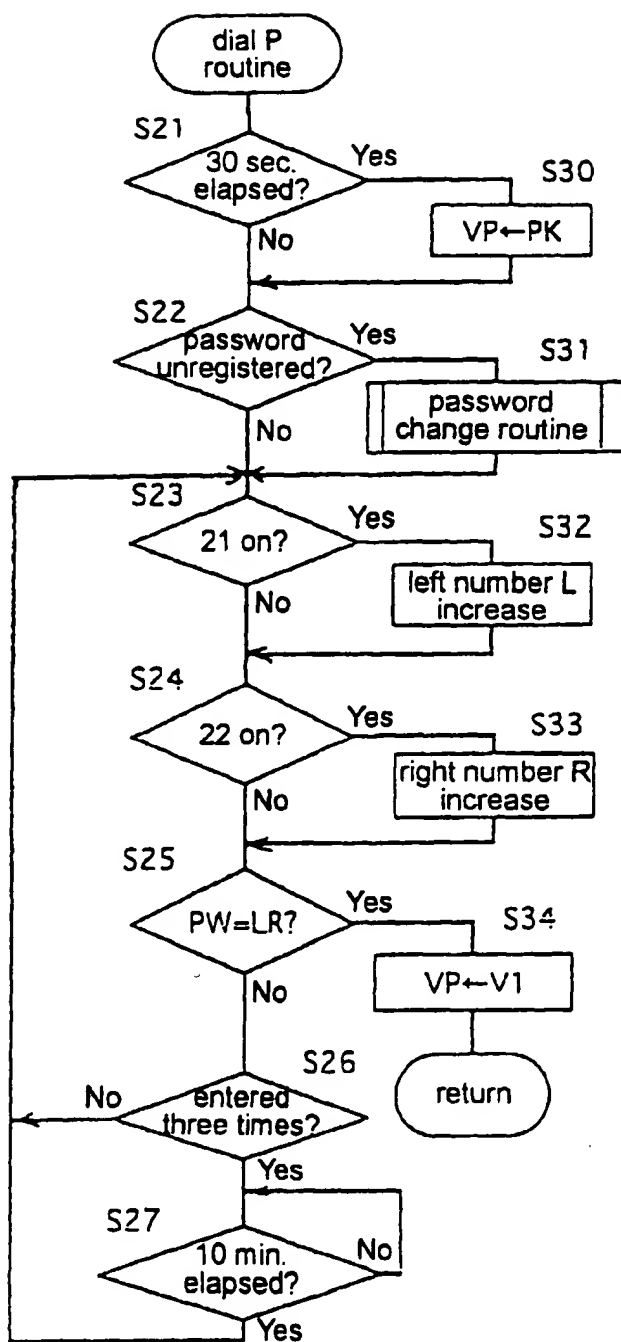 dial P
routine
S21
30 sec.
elapsed?
Yes
No
S30
VP←PK
S22
password
unregistered?
Yes
No
S31
password
change routine
S23
21 on?
Yes
No
S32
left number L
increase
S24
22 on?
Yes
No
S33
right number R
increase
S25
PW=LR?
Yes
No
S34
VP←V1
return
S26
entered
three times?
No
Yes
S27
10 min.
elapsed?
No
Yes